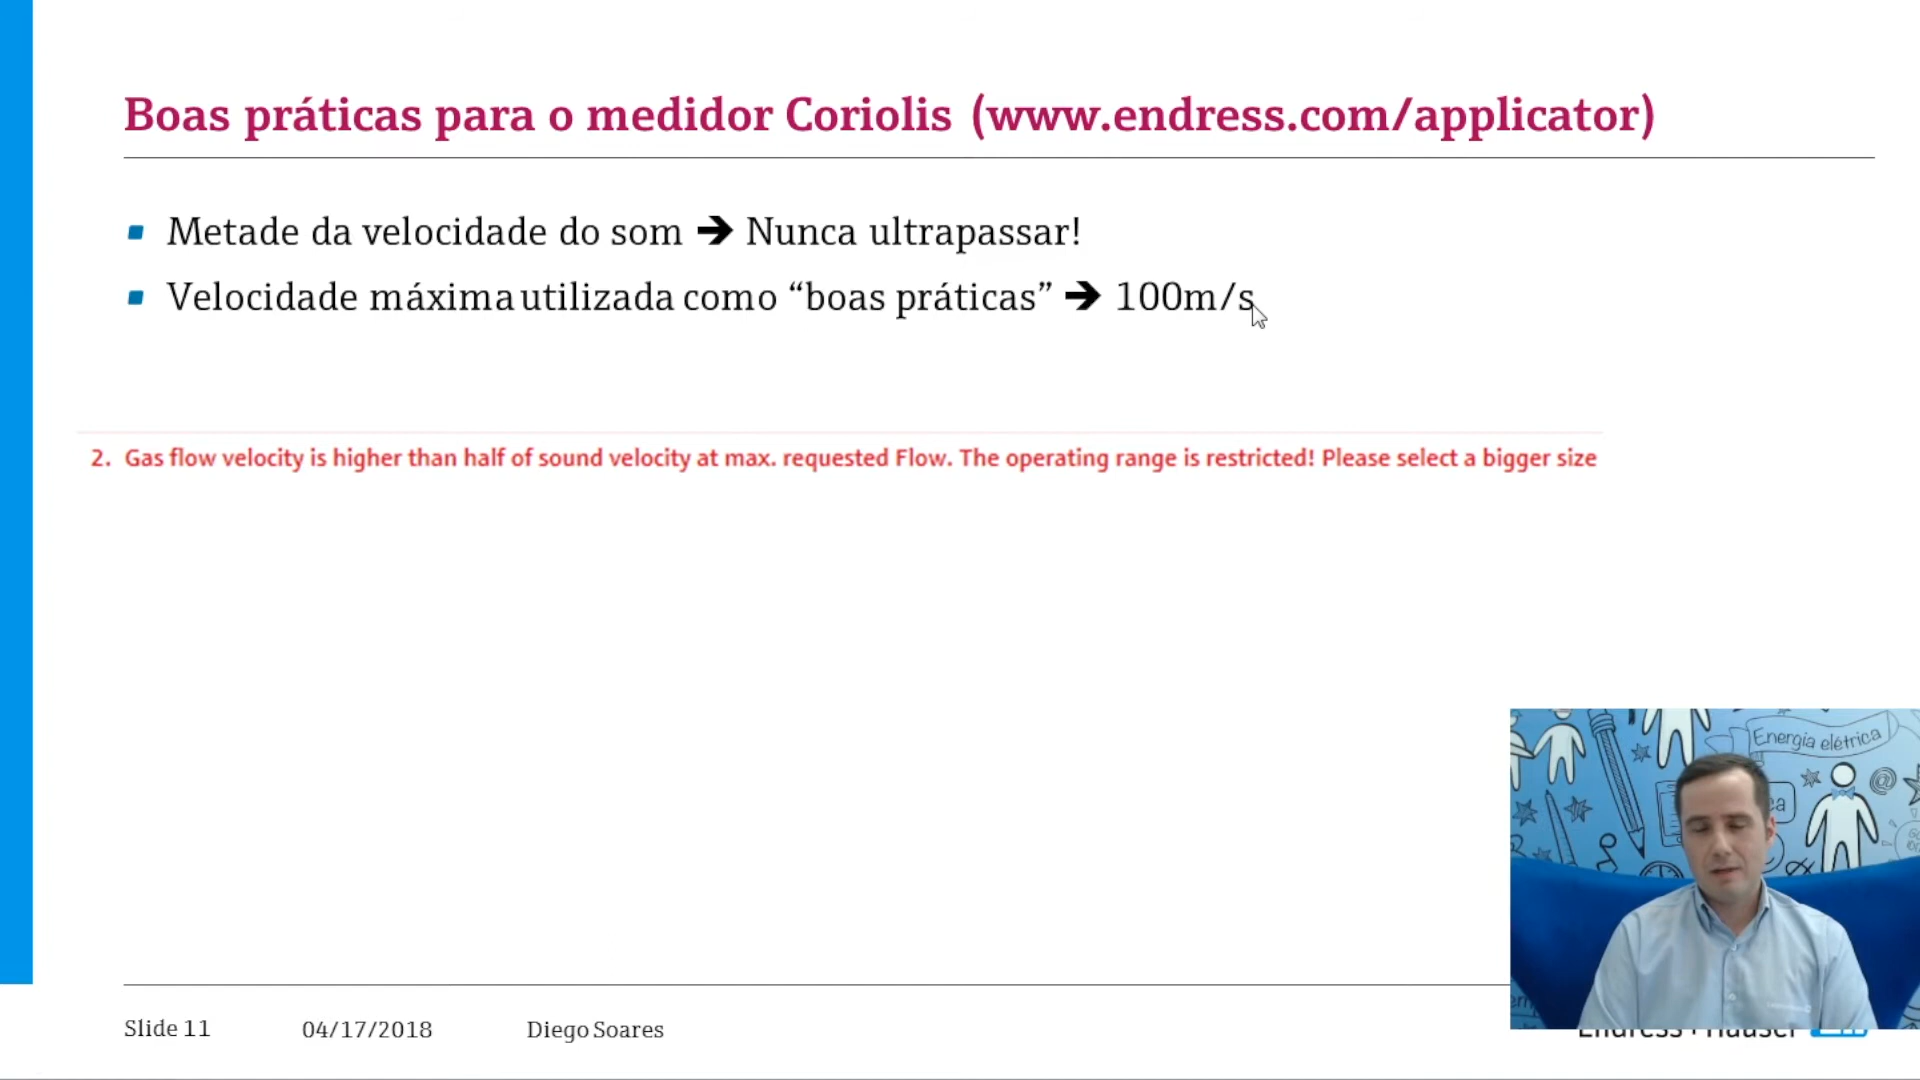 Boas práticas para o medidor Coriolis (www.endress.com/applicator)
Metade da velocidade do som ➔ Nunca ultrapassar!
Velocidade máxima utilizada como “boas práticas” ➔ 100m/s
2. Gas flow velocity is higher than half of sound velocity at max. requested Flow. The operating range is restricted! Please select a bigger size
Energia elétrica
Slide 11 04/17/2018 Diego Soares
Endress+Hauser